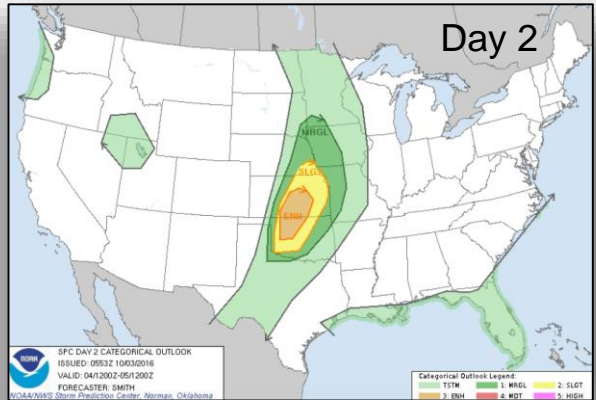 Day 2
MRGL
SLGT
ENH
NOAA
SPC DAY 2 CATEGORICAL OUTLOOK
ISSUED: 0553Z 10/03/2016
VALID: 04/1200Z-05/1200Z
FORECASTER: SMITH
NOAA/NWS Storm Prediction Center, Norman, Oklahoma
Categorical Outlook Legend:
TSTM 1: MRGL 2: SLGT
3: ENH 4: MDT 5: HIGH